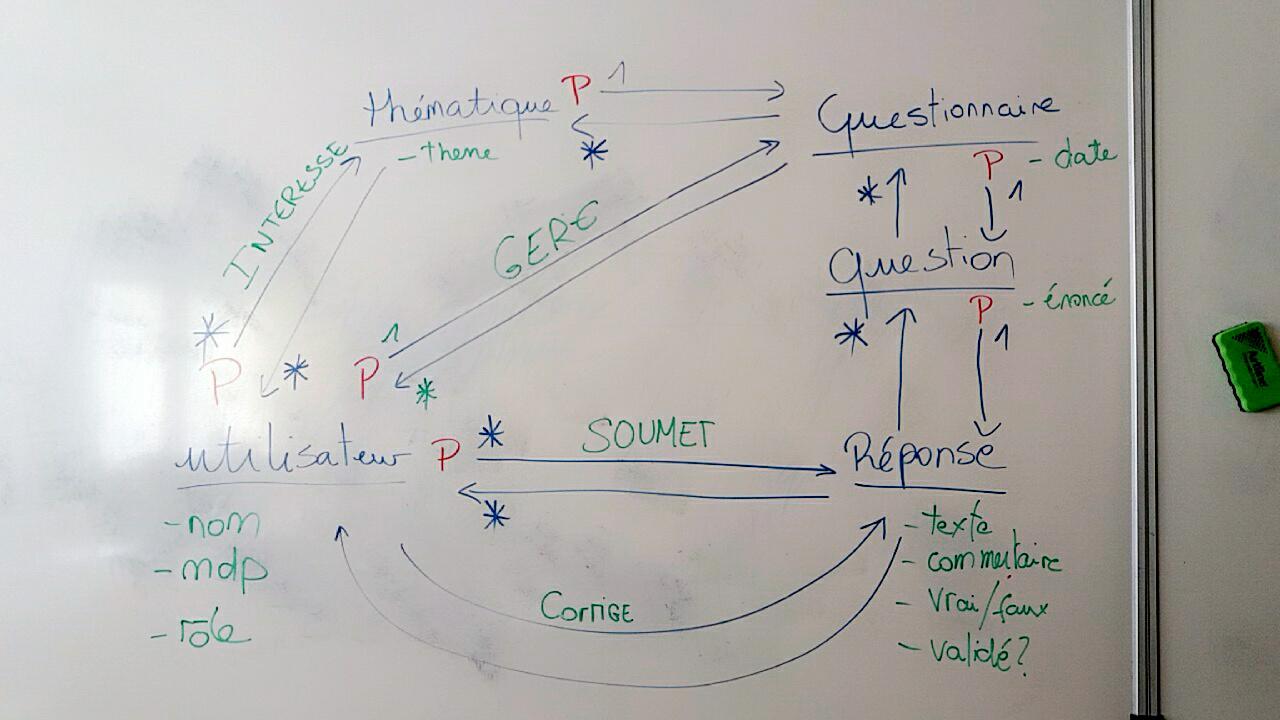 thématique P 1
Questionnaire
- theme
*
P - date
INTERESSE
* 1
GERE
Question
P - énoncé
* P
* 1
*
P 1
*
utilisateur P * SOUMET Réponse
*
- nom
- mdp
- rôle
Corrige
- texte
- commentaire
- vrai/faux
- validé?